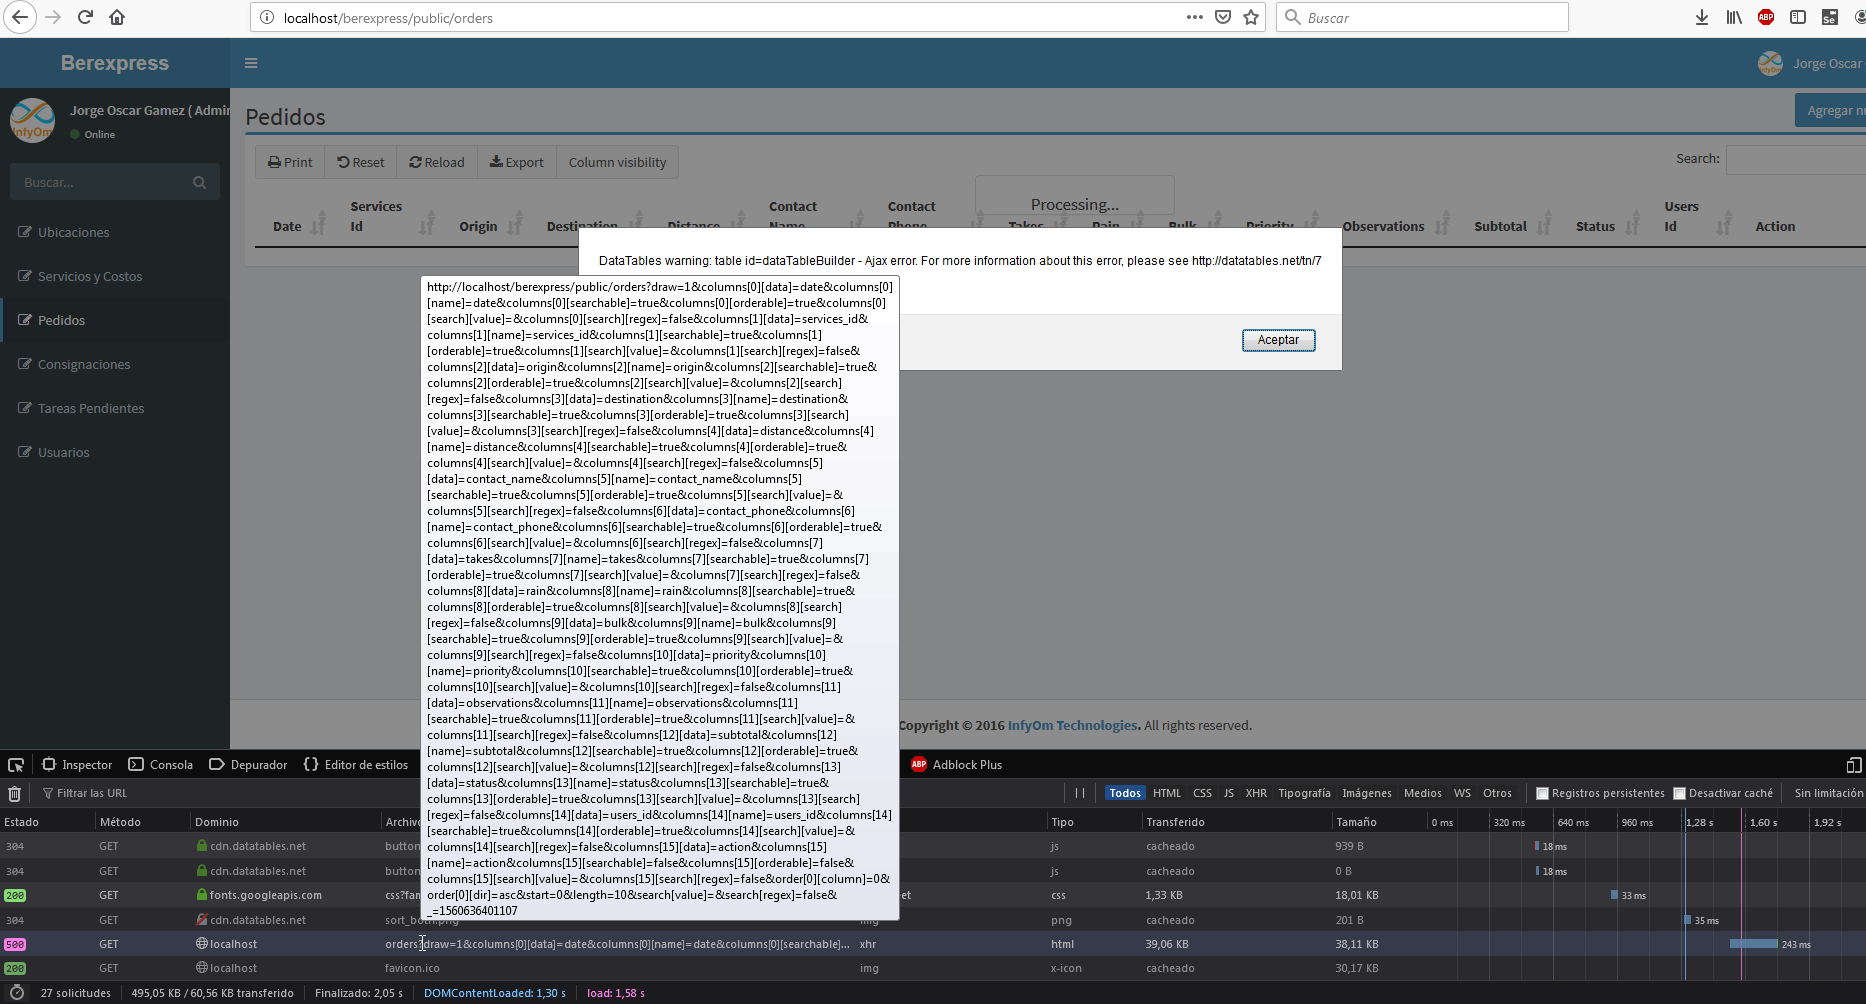 localhost/berexpress/public/orders
Buscar
Berexpress
Jorge Oscar
Jorge Oscar Gamez ( Admir
Online
InfyOm
Buscar...
Ubicaciones
Servicios y Costos
Pedidos
Consignaciones
Tareas Pendientes
Usuarios
Pedidos
Agregar nu
Print
Reset
Reload
Export
Column visibility
Search:
Processing...
Date
Services Id
Origin
Destination
Distance
Contact Name
Contact Phone
Takes
Rain
Bulk
Priority
Observations
Subtotal
Status
Users Id
Action
DataTables warning: table id=dataTableBuilder - Ajax error. For more information about this error, please see http://datatables.net/tn/7
Aceptar
http://localhost/berexpress/public/orders?draw=1&columns[0][data]=date&columns[0]
[name]=date&columns[0][searchable]=true&columns[0][orderable]=true&columns[0]
[search][value]=&columns[0][search][regex]=false&columns[1][data]=services_id&
columns[1][name]=services_id&columns[1][searchable]=true&columns[1]
[orderable]=true&columns[1][search][value]=&columns[1][search][regex]=false&
columns[2][data]=origin&columns[2][name]=origin&columns[2][searchable]=true&
columns[2][orderable]=true&columns[2][search][value]=&columns[2][search]
[regex]=false&columns[3][data]=destination&columns[3][name]=destination&
columns[3][searchable]=true&columns[3][orderable]=true&columns[3][search]
[value]=&columns[3][search][regex]=false&columns[4][data]=distance&columns[4]
[name]=distance&columns[4][searchable]=true&columns[4][orderable]=true&
columns[4][search][value]=&columns[4][search][regex]=false&columns[5]
[data]=contact_name&columns[5][name]=contact_name&columns[5]
[searchable]=true&columns[5][orderable]=true&columns[5][search][value]=&
columns[5][search][regex]=false&columns[6][data]=contact_phone&columns[6]
[name]=contact_phone&columns[6][searchable]=true&columns[6][orderable]=true&
columns[6][search][value]=&columns[6][search][regex]=false&columns[7]
[data]=takes&columns[7][name]=takes&columns[7][searchable]=true&columns[7]
[orderable]=true&columns[7][search][value]=&columns[7][search][regex]=false&
columns[8][data]=rain&columns[8][name]=rain&columns[8][searchable]=true&
columns[8][orderable]=true&columns[8][search][value]=&columns[8][search]
[regex]=false&columns[9][data]=bulk&columns[9][name]=bulk&columns[9]
[searchable]=true&columns[9][orderable]=true&columns[9][search][value]=&
columns[9][search][regex]=false&columns[10][data]=priority&columns[10]
[name]=priority&columns[10][searchable]=true&columns[10][orderable]=true&
columns[10][search][value]=&columns[10][search][regex]=false&columns[11]
[data]=observations&columns[11][name]=observations&columns[11]
[searchable]=true&columns[11][orderable]=true&columns[11][search][value]=&
columns[11][search][regex]=false&columns[12][data]=subtotal&columns[12]
[name]=subtotal&columns[12][searchable]=true&columns[12][orderable]=true&
columns[12][search][value]=&columns[12][search][regex]=false&columns[13]
[data]=status&columns[13][name]=status&columns[13][searchable]=true&
columns[13][orderable]=true&columns[13][search][value]=&columns[13][search]
[regex]=false&columns[14][data]=users_id&columns[14][name]=users_id&columns[14]
[searchable]=true&columns[14][orderable]=true&columns[14][search][value]=&
columns[14][search][regex]=false&columns[15][data]=action&columns[15]
[name]=action&columns[15][searchable]=false&columns[15][orderable]=false&
columns[15][search][value]=&columns[15][search][regex]=false&order[0][column]=0&
order[0][dir]=asc&start=0&length=10&search[value]=&search[regex]=false&
_=1560636401107
Copyright © 2016 InfyOm Technologies. All rights reserved.
Inspector
Consola
Depurador
Editor de estilos
ABP Adblock Plus
Filtrar las URL
Todos HTML CSS JS XHR Tipografía Imágenes Medios WS Otros
Registros persistentes
Desactivar caché
Sin limitación
Estado Método Dominio Archivo Tipo Transferido Tamaño 0 ms 320 ms 640 ms 960 ms 1,28 s 1,60 s 1,92 s
304 GET cdn.datatables.net button js cacheado 939 B 18 ms
304 GET cdn.datatables.net button js cacheado 0 B 18 ms
200 GET fonts.googleapis.com css?fam et css 1,33 KB 18,01 KB 33 ms
304 GET cdn.datatables.net sort_both.png img png cacheado 201 B 35 ms
500 GET localhost orders?draw=1&columns[0][data]=date&columns[0][name]=date&columns[0][searchable]... xhr html 39,06 KB 38,11 KB 243 ms
200 GET localhost favicon.ico img x-icon cacheado 30,17 KB
27 solicitudes 495,05 KB / 60,56 KB transferido Finalizado: 2,05 s DOMContentLoaded: 1,30 s load: 1,58 s